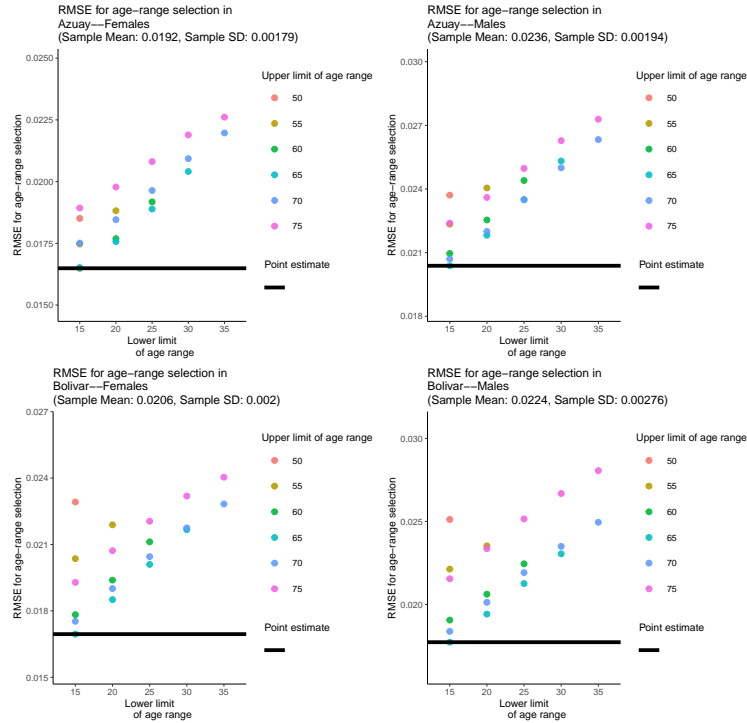 RMSE for age−range selection in
Azuay−−Females
(Sample Mean: 0.0192, Sample SD: 0.00179)
RMSE for age−range selection
0.0250
0.0225
0.0200
0.0175
0.0150
15 20 25 30 35
Lower limit
of age range
Upper limit of age range
50
55
60
65
70
75
Point estimate
RMSE for age−range selection in
Azuay−−Males
(Sample Mean: 0.0236, Sample SD: 0.00194)
RMSE for age−range selection
0.030
0.027
0.024
0.021
0.018
15 20 25 30 35
Lower limit
of age range
Upper limit of age range
50
55
60
65
70
75
Point estimate
RMSE for age−range selection in
Bolivar−−Females
(Sample Mean: 0.0206, Sample SD: 0.002)
RMSE for age−range selection
0.027
0.024
0.021
0.018
0.015
15 20 25 30 35
Lower limit
of age range
Upper limit of age range
50
55
60
65
70
75
Point estimate
RMSE for age−range selection in
Bolivar−−Males
(Sample Mean: 0.0224, Sample SD: 0.00276)
RMSE for age−range selection
0.030
0.025
0.020
15 20 25 30 35
Lower limit
of age range
Upper limit of age range
50
55
60
65
70
75
Point estimate